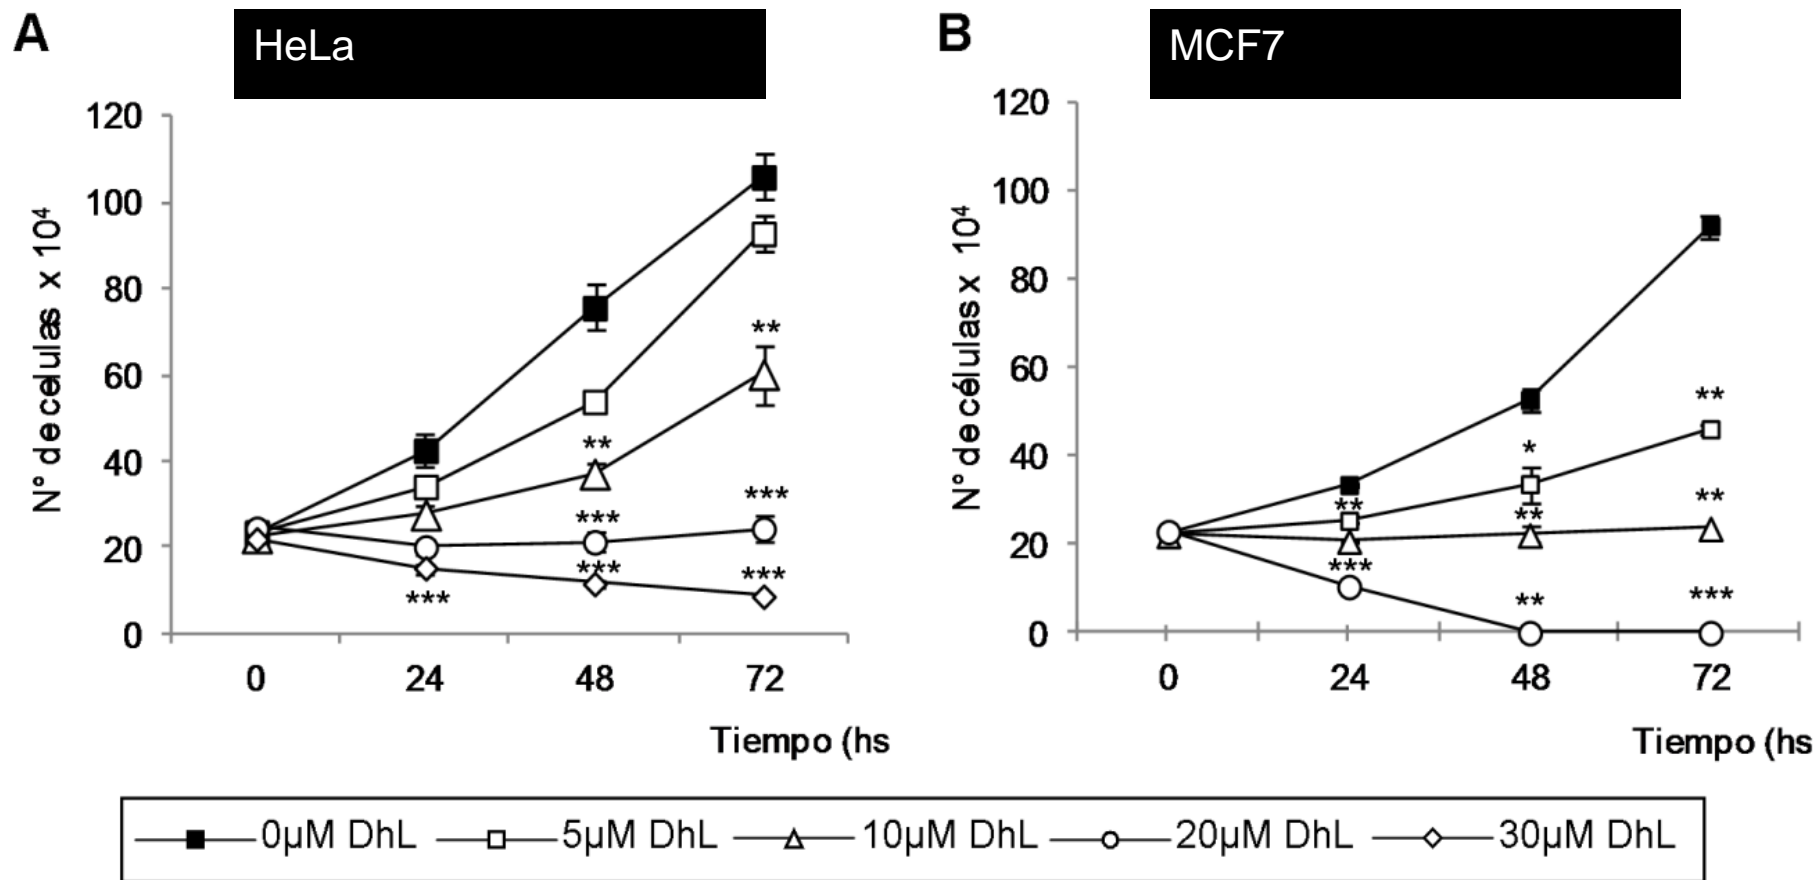 A
HeLa
120
100
80
60
40
20
0
N° de celulas x 10⁴
**
**
***
***
***
***
***
0
24
48
72
Tiempo (hs
B
MCF7
120
100
80
60
40
20
0
N° de células x 10⁴
**
*
**
**
**
***
**
***
0
24
48
72
Tiempo (hs
0µM DhL
5µM DhL
10µM DhL
20µM DhL
30µM DhL